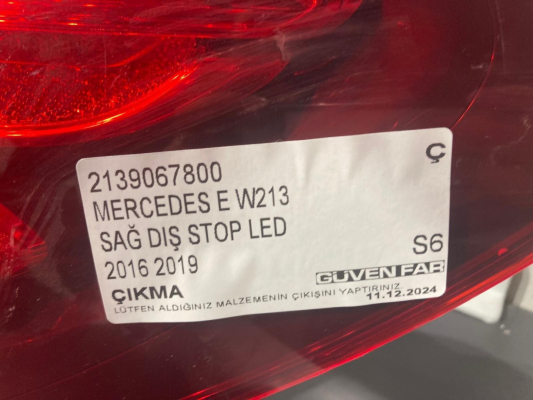 2139067800
Ç
MERCEDES E W213
SAĞ DIŞ STOP LED
S6
2016 2019
GÜVEN FAR
ÇIKMA
LÜTFEN ALDIĞINIZ MALZEMENİN ÇIKIŞINI YAPTIRINIZ
11.12.2024